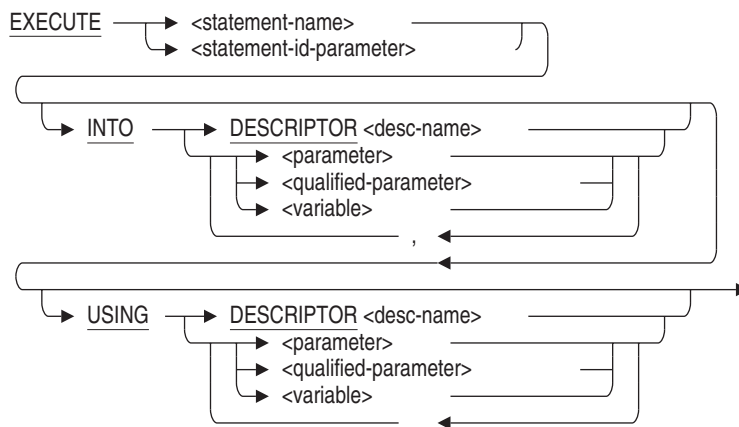 EXECUTE <statement-name>
<statement-id-parameter>
INTO DESCRIPTOR <desc-name>
<parameter>
<qualified-parameter>
<variable>
,
USING DESCRIPTOR <desc-name>
<parameter>
<qualified-parameter>
<variable>